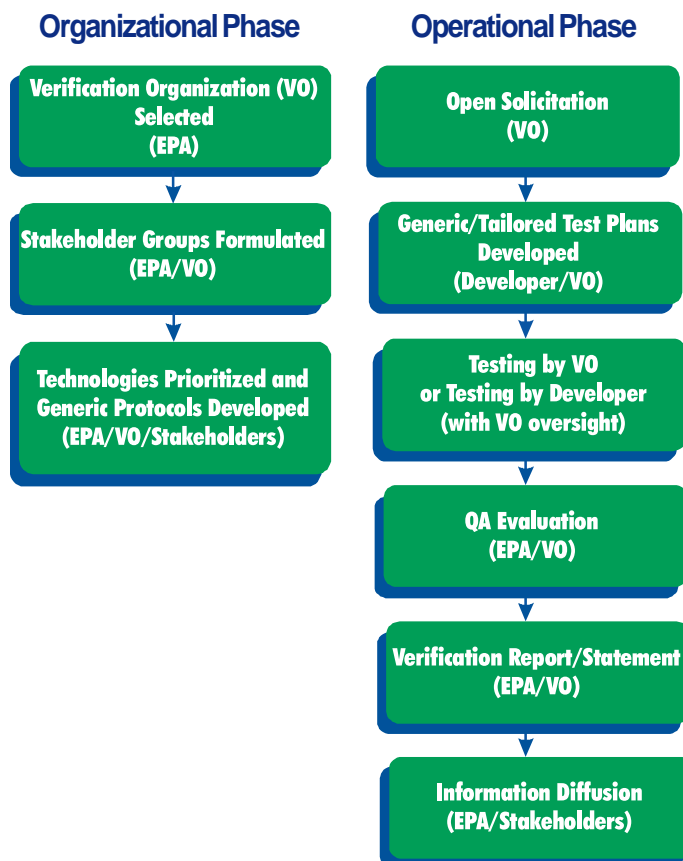 Organizational Phase
Verification Organization (VO)
Selected
(EPA)
Stakeholder Groups Formulated
(EPA/VO)
Technologies Prioritized and
Generic Protocols Developed
(EPA/VO/Stakeholders)
Operational Phase
Open Solicitation
(VO)
Generic/Tailored Test Plans
Developed
(Developer/VO)
Testing by VO
or Testing by Developer
(with VO oversight)
QA Evaluation
(EPA/VO)
Verification Report/Statement
(EPA/VO)
Information Diffusion
(EPA/Stakeholders)